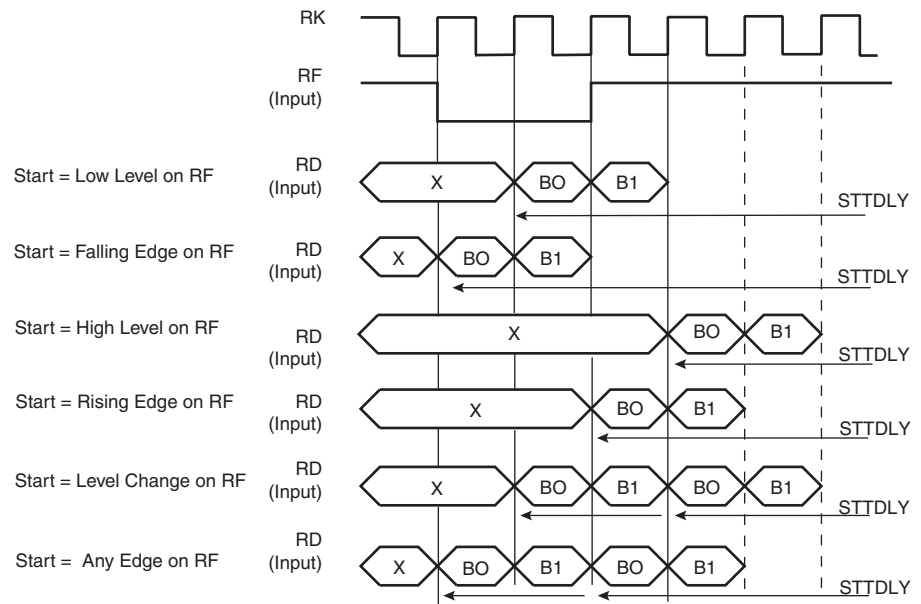 RK
RF
(Input)
Start = Low Level on RF
RD
(Input)
X
BO
B1
STTDLY
Start = Falling Edge on RF
RD
(Input)
X
BO
B1
STTDLY
Start = High Level on RF
RD
(Input)
X
BO
B1
STTDLY
Start = Rising Edge on RF
RD
(Input)
X
BO
B1
STTDLY
Start = Level Change on RF
RD
(Input)
X
BO
B1
BO
B1
STTDLY
Start = Any Edge on RF
RD
(Input)
X
BO
B1
BO
B1
STTDLY